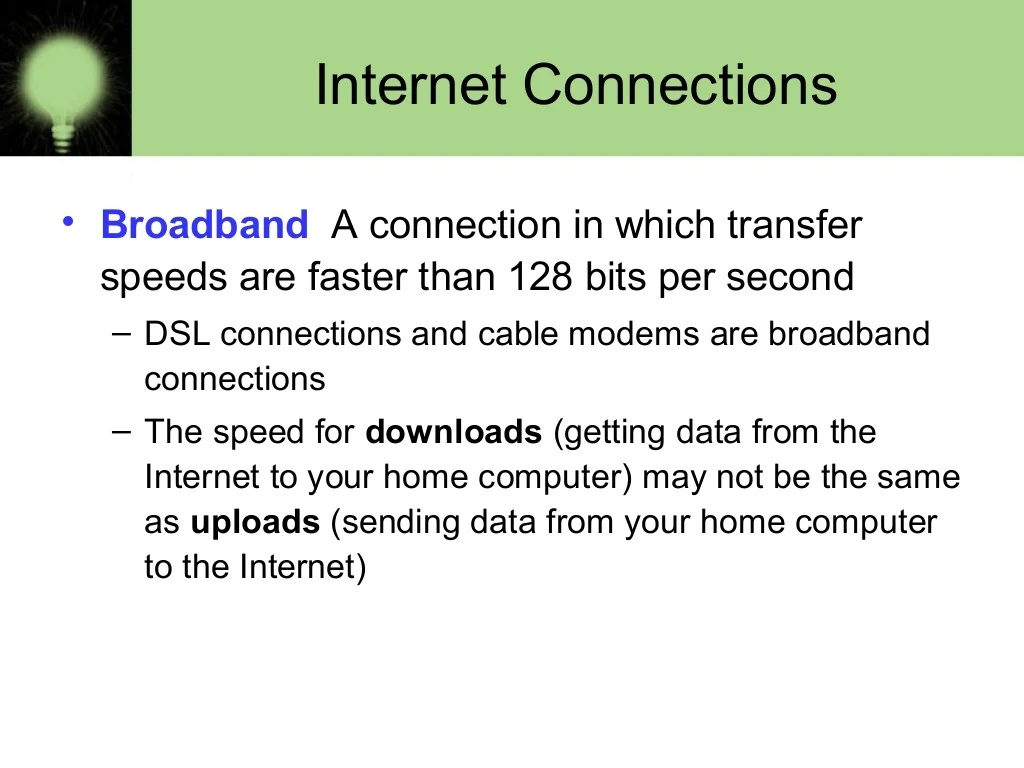 Internet Connections
• Broadband  A connection in which transfer
speeds are faster than 128 bits per second
– DSL connections and cable modems are broadband
connections
– The speed for downloads (getting data from the
Internet to your home computer) may not be the same
as uploads (sending data from your home computer
to the Internet)